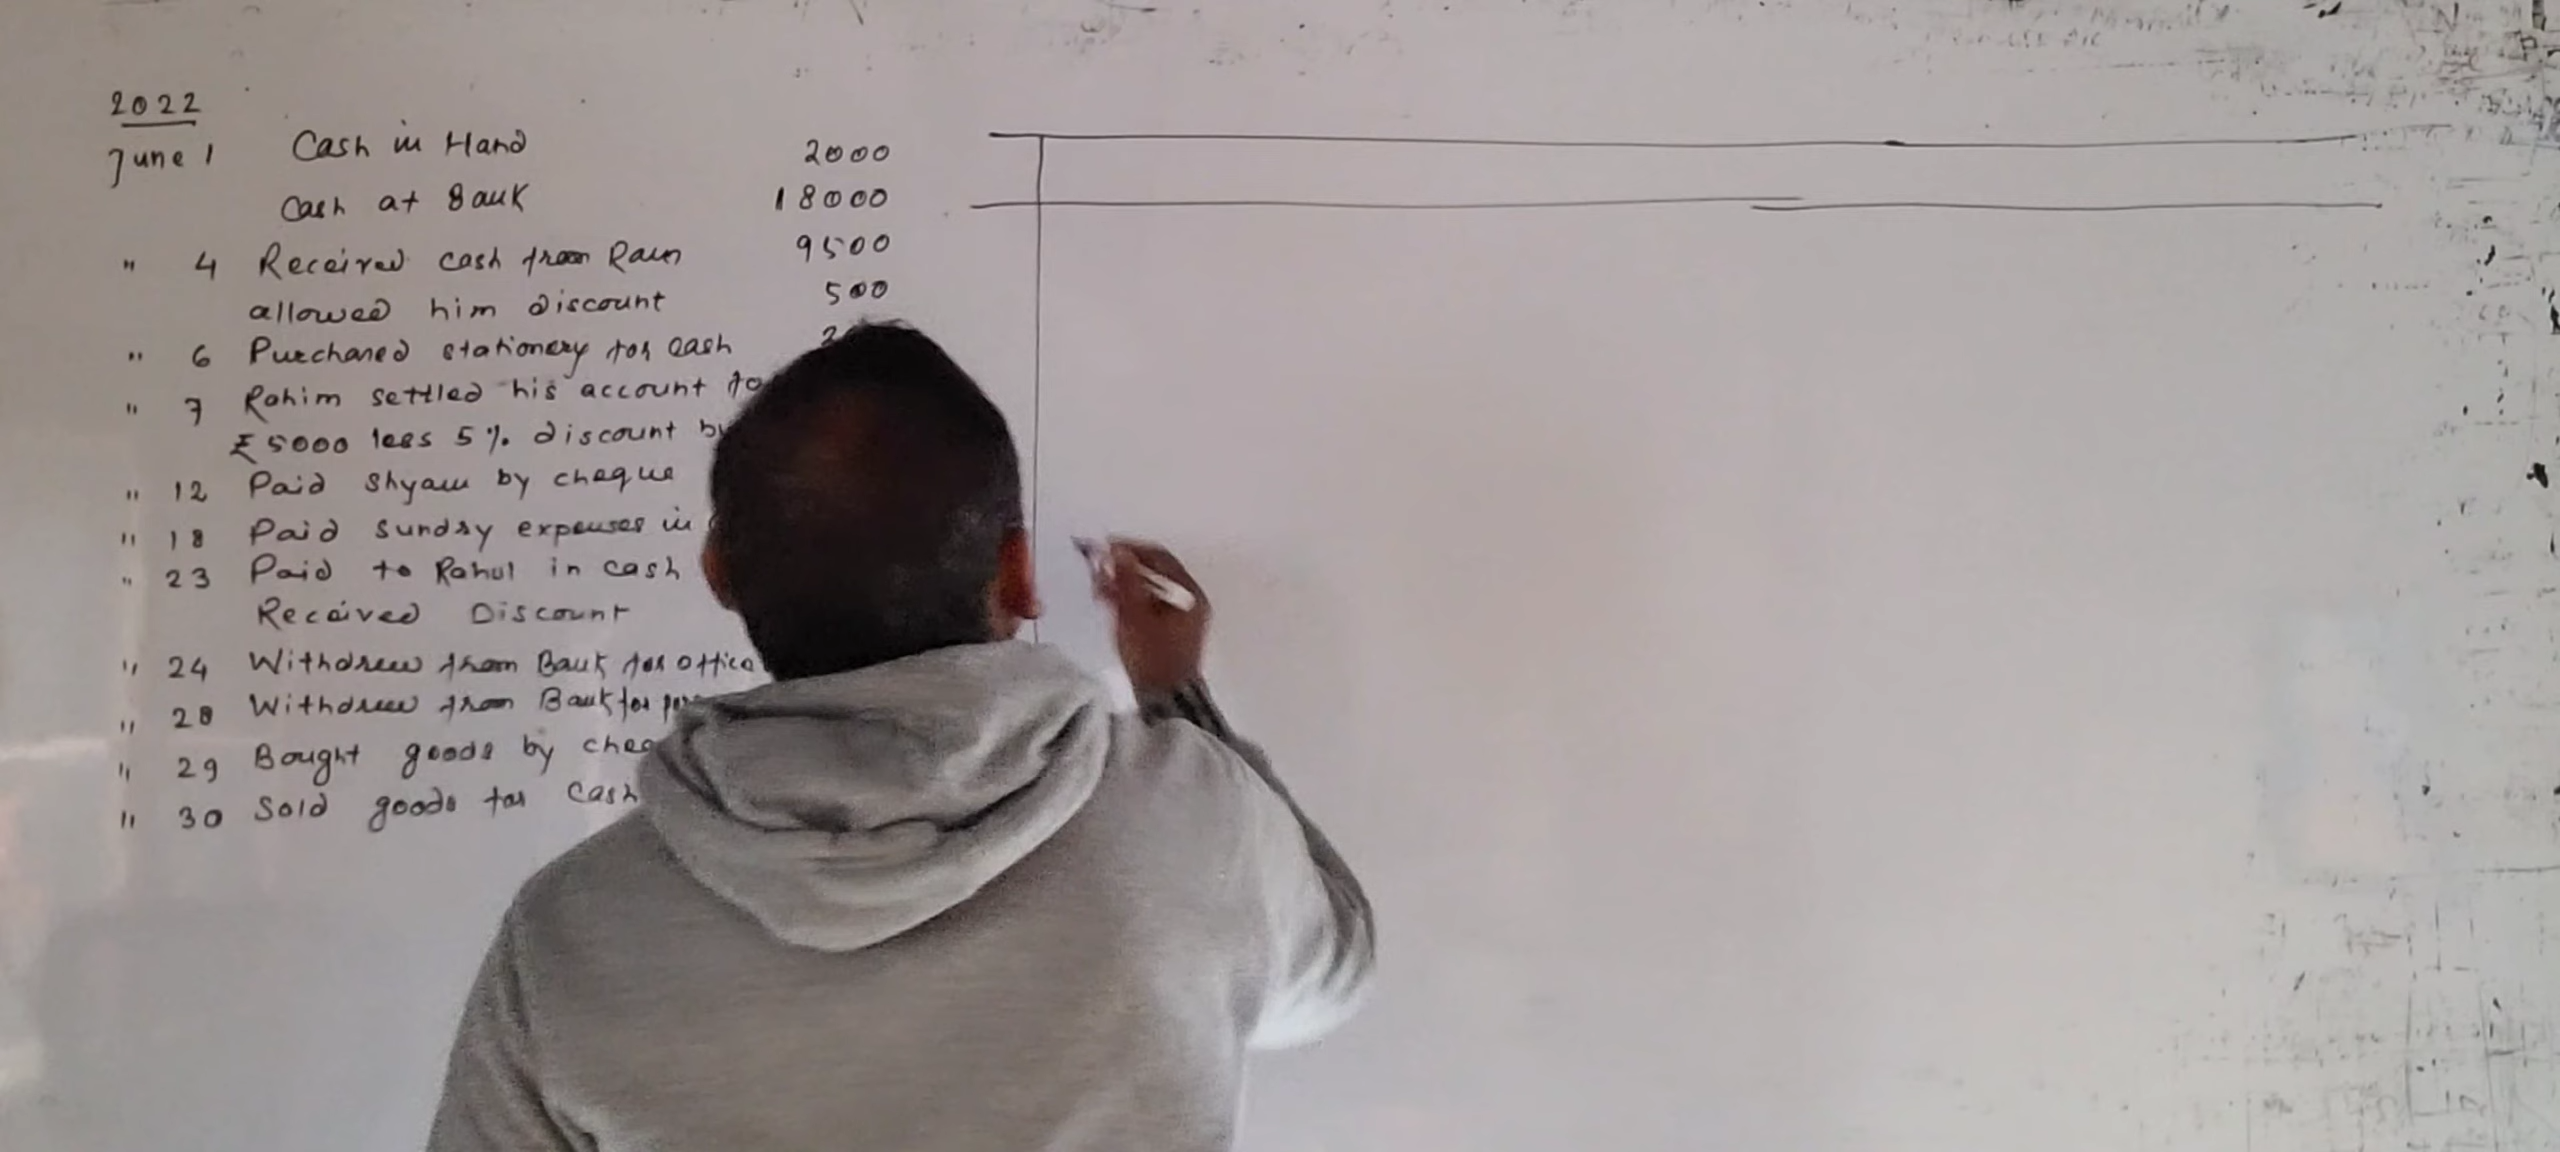 2022
June 1 Cash in Hand 2000
Cash at Bank 18000
" 4 Received cash from Ram 9500
allowed him discount 500
" 6 Purchased stationery for cash
" 7 Rahim settled his account
₹ 5000 less 5% discount
" 12 Paid Shyam by cheque
" 18 Paid sundry expenses in
" 23 Paid to Rahul in cash
Received Discount
" 24 Withdrew from Bank for office
" 28 Withdrew from Bank for
" 29 Bought goods by
" 30 Sold goods for Cash